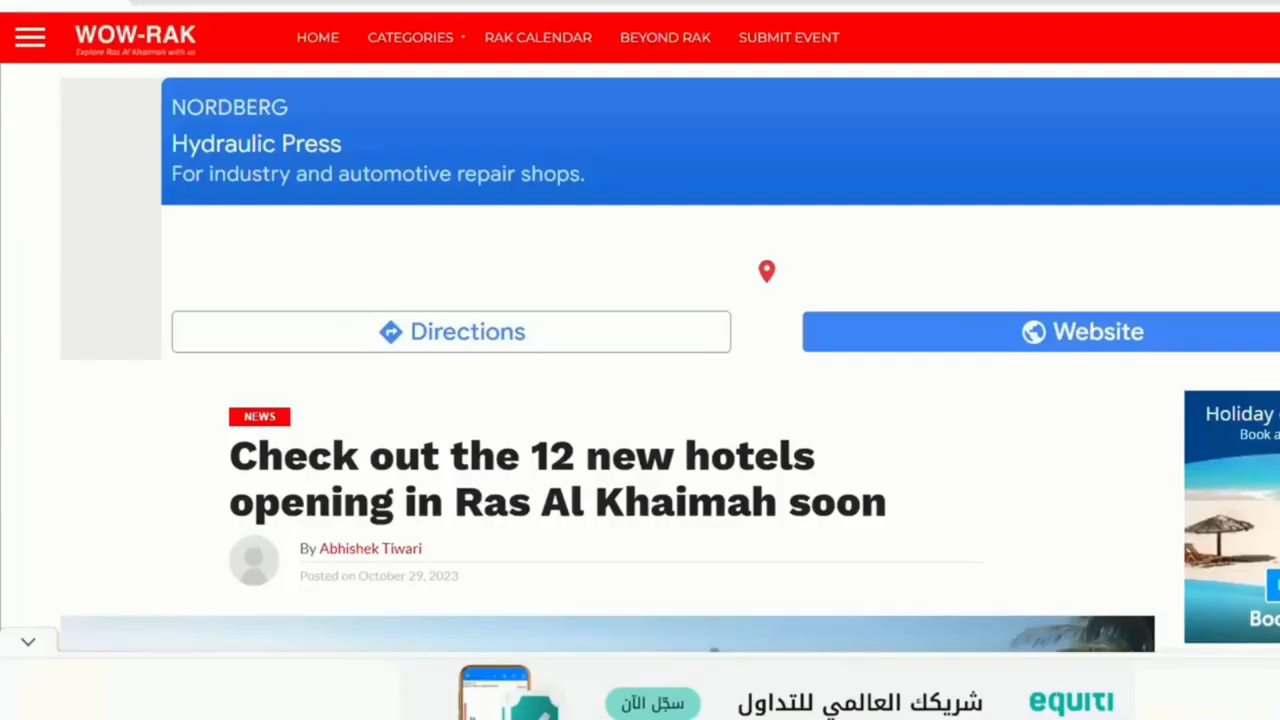 WOW-RAK
Explore Ras Al Khaimah with us
HOME
CATEGORIES
RAK CALENDAR
BEYOND RAK
SUBMIT EVENT
NORDBERG
Hydraulic Press
For industry and automotive repair shops.
Directions
Website
NEWS
Check out the 12 new hotels
opening in Ras Al Khaimah soon
By Abhishek Tiwari
Posted on October 29, 2023
Holiday
Book a
Boo
سجّل الآن
شريكك العالمي للتداول
equiti